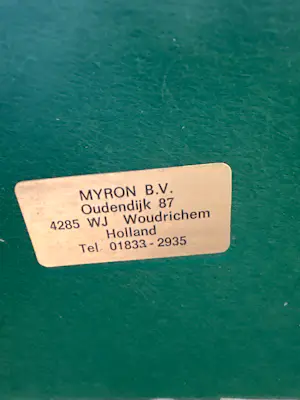 MYRON B.V.
Oudendijk 87
4285 WJ Woudrichem
Holland
Tel. 01833-2935